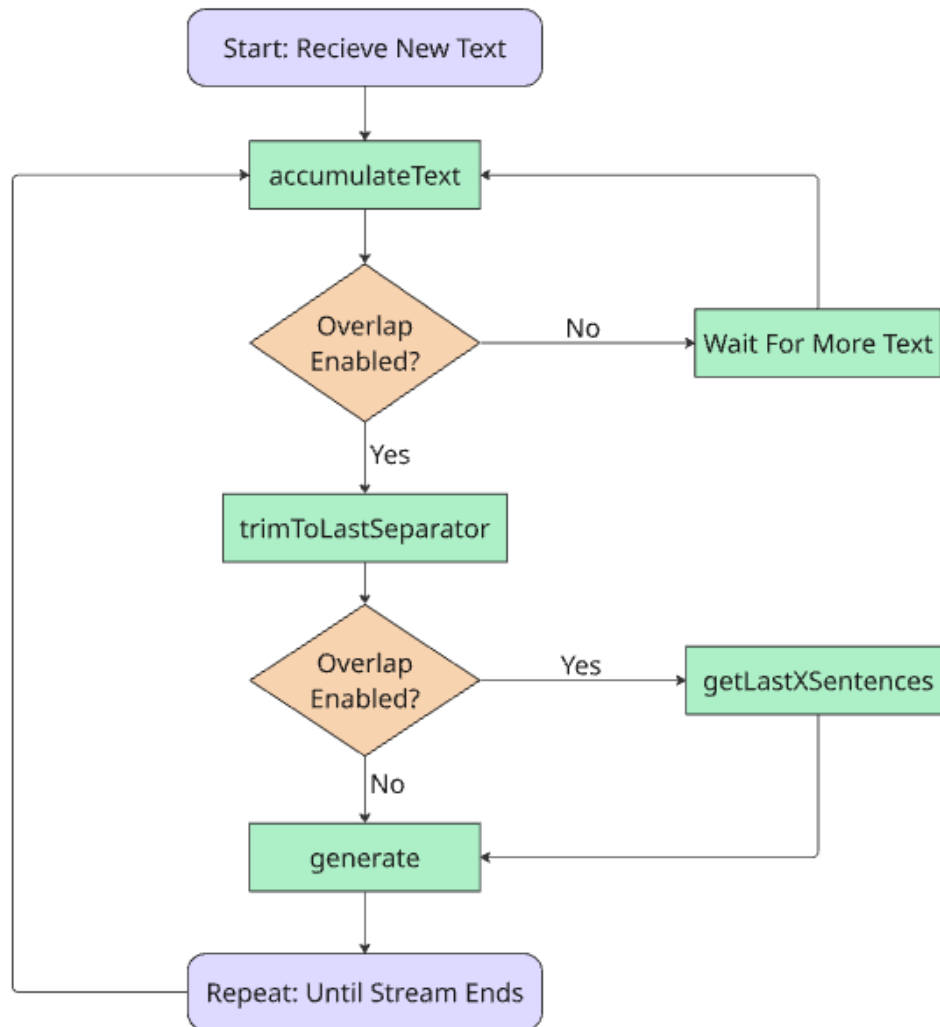 Start: Recieve New Text
accumulateText
Overlap
Enabled?
No
Wait For More Text
Yes
trimToLastSeparator
Overlap
Enabled?
Yes
getLastXSentences
No
generate
Repeat: Until Stream Ends